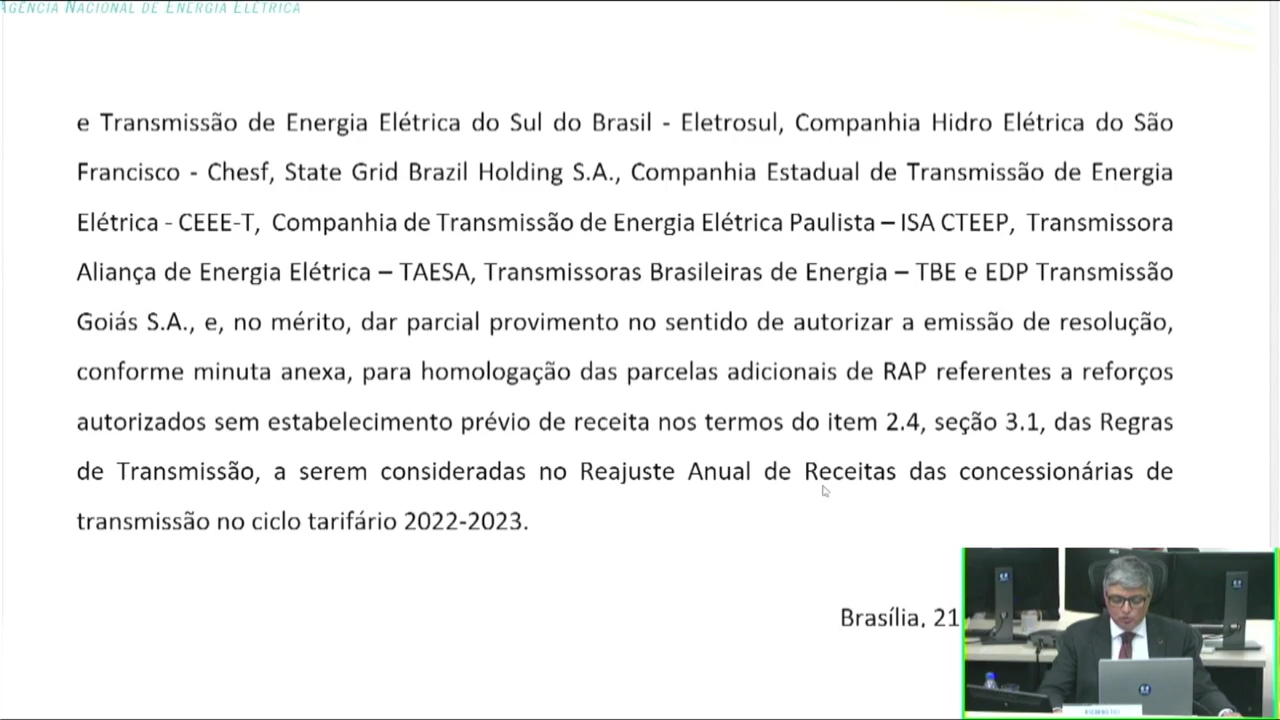 AGÊNCIA NACIONAL DE ENERGIA ELÉTRICA
e Transmissão de Energia Elétrica do Sul do Brasil - Eletrosul, Companhia Hidro Elétrica do São
Francisco - Chesf, State Grid Brazil Holding S.A., Companhia Estadual de Transmissão de Energia
Elétrica - CEEE-T, Companhia de Transmissão de Energia Elétrica Paulista – ISA CTEEP, Transmissora
Aliança de Energia Elétrica – TAESA, Transmissoras Brasileiras de Energia – TBE e EDP Transmissão
Goiás S.A., e, no mérito, dar parcial provimento no sentido de autorizar a emissão de resolução,
conforme minuta anexa, para homologação das parcelas adicionais de RAP referentes a reforços
autorizados sem estabelecimento prévio de receita nos termos do item 2.4, seção 3.1, das Regras
de Transmissão, a serem consideradas no Reajuste Anual de Receitas das concessionárias de
transmissão no ciclo tarifário 2022-2023.
Brasília, 21